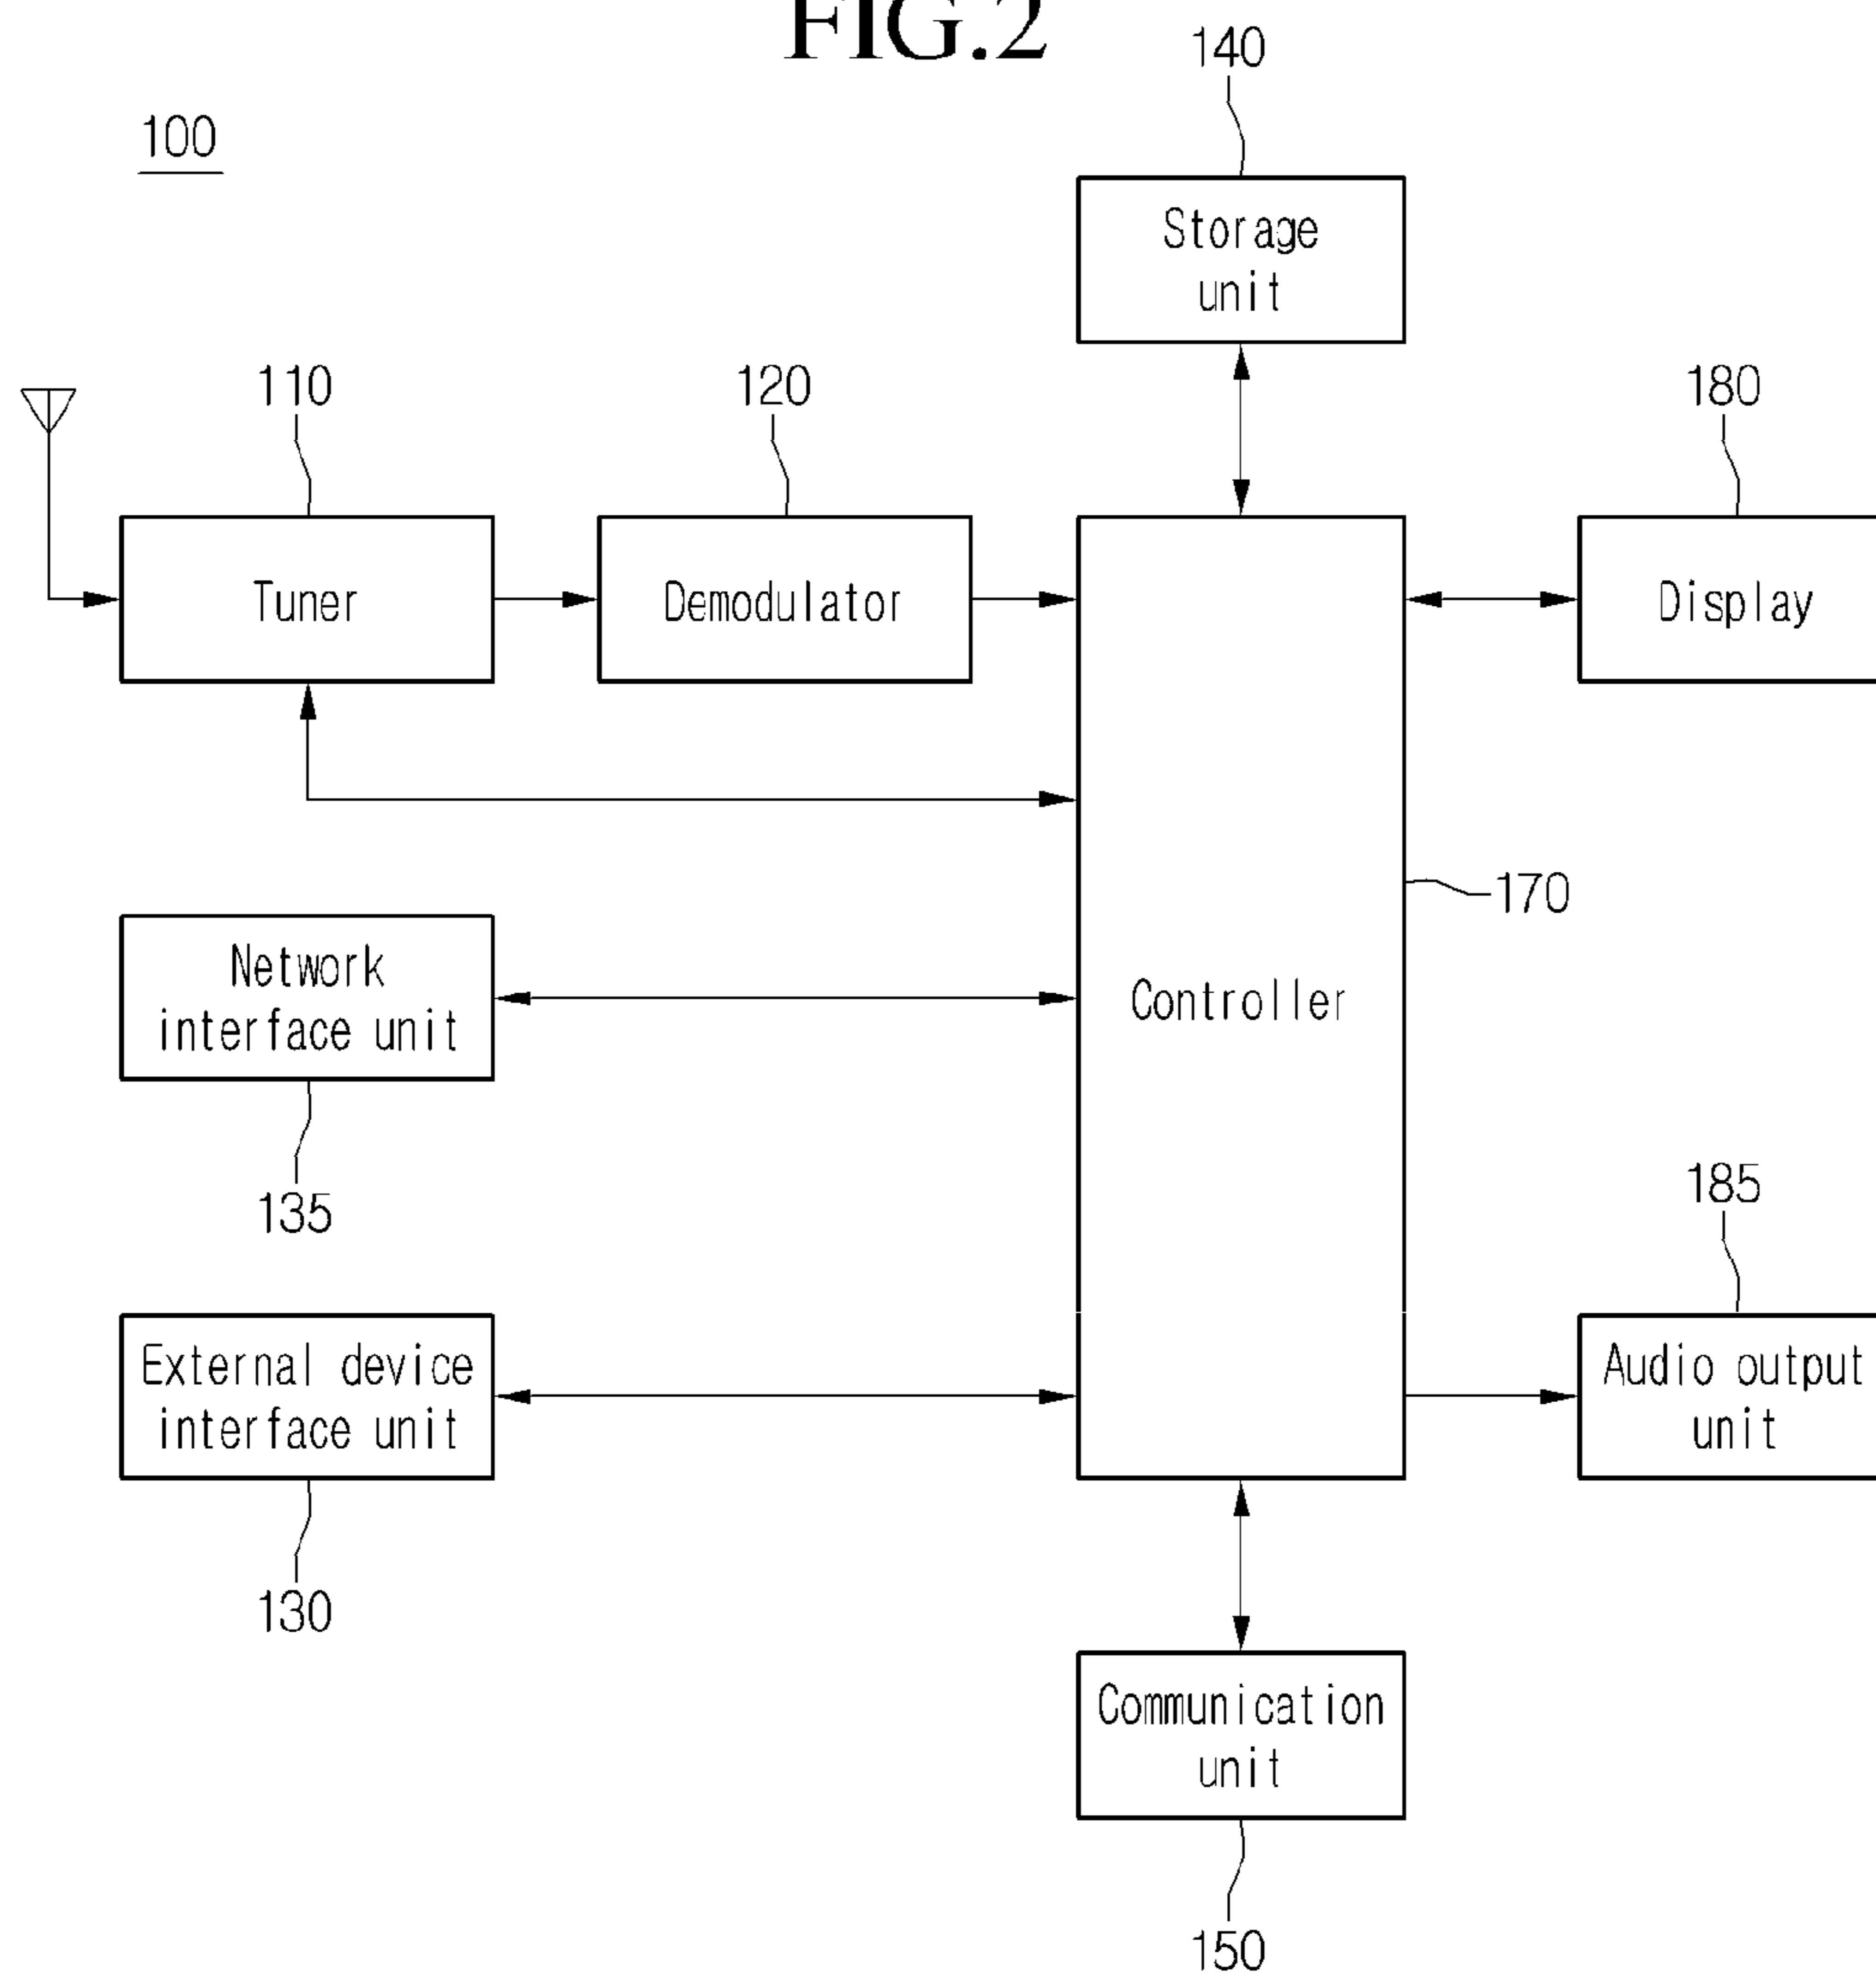 FIG.2
140
100
Storage
unit
110
120
180
Tuner
Demodulator
Display
170
Network
interface unit
Controller
135
185
External device
interface unit
Audio output
unit
130
Communication
unit
150